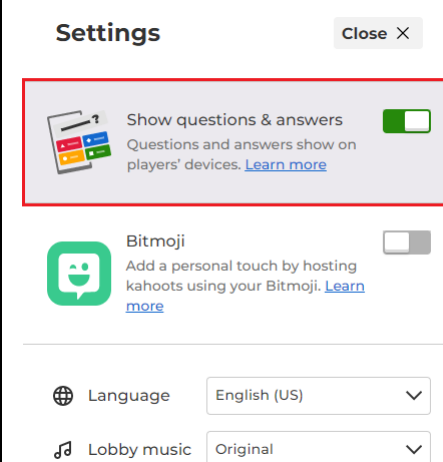 Settings
Close
Show questions & answers
Questions and answers show on
players' devices. Learn more
Bitmoji
Add a personal touch by hosting
kahoots using your Bitmoji. Learn
more
Language
English (US)
Lobby music
Original